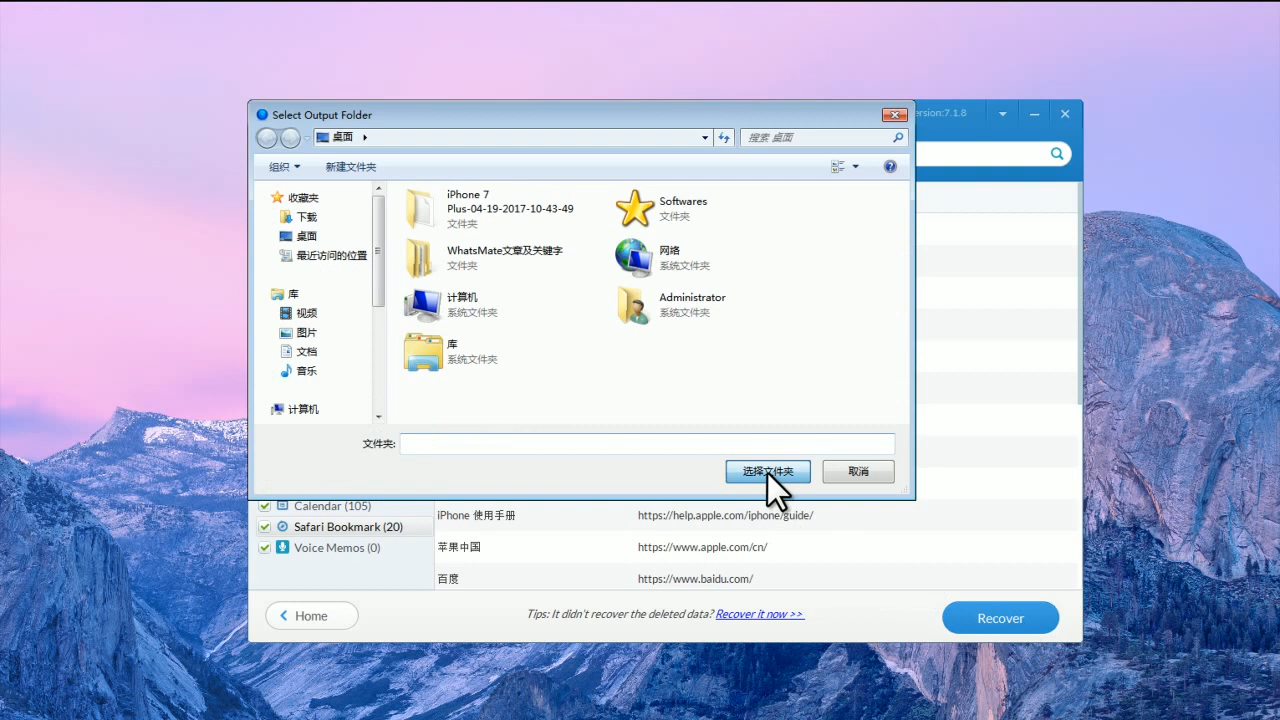 Select Output Folder
ersion:7.1.8
桌面
搜索 桌面
组织
新建文件夹
收藏夹
下载
桌面
最近访问的位置
库
视频
图片
文档
音乐
计算机
iPhone 7
Plus-04-19-2017-10-43-49
文件夹
Softwares
文件夹
WhatsMate文章及关键字
文件夹
网络
系统文件夹
计算机
系统文件夹
Administrator
系统文件夹
库
系统文件夹
文件夹:
选择文件夹
取消
Calendar (105)
Safari Bookmark (20)
Voice Memos (0)
iPhone 使用手册
https://help.apple.com/iphone/guide/
苹果中国
https://www.apple.com/cn/
百度
https://www.baidu.com/
Home
Tips: It didn't recover the deleted data? Recover it now >>
Recover